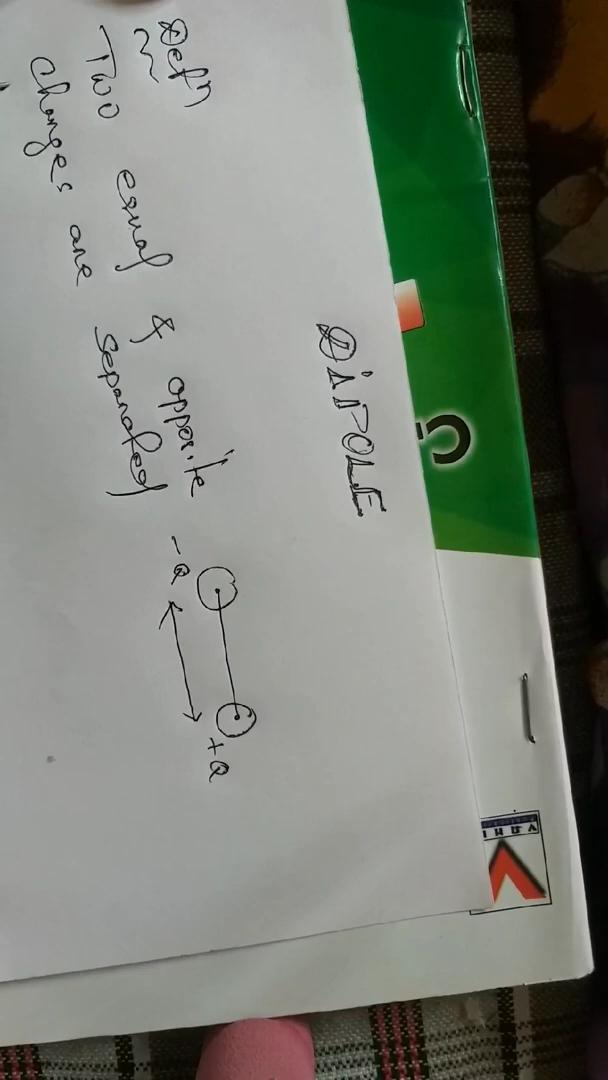 DiPOLE
Defn
Two equal & opposite
Charges are separated
-Q
+Q